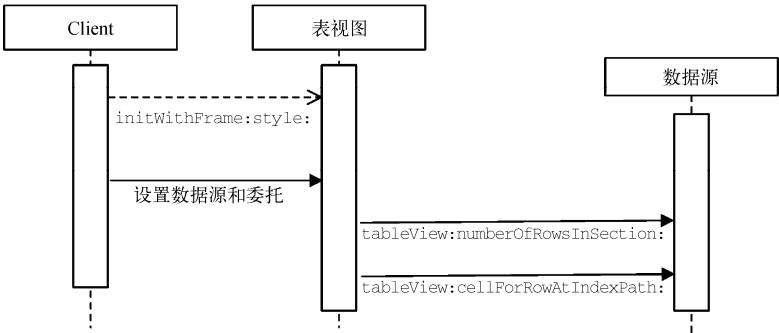 Client
表视图
数据源
initWithFrame:style:
设置数据源和委托
tableView:numberOfRowsInSection:
tableView:cellForRowAtIndexPath: